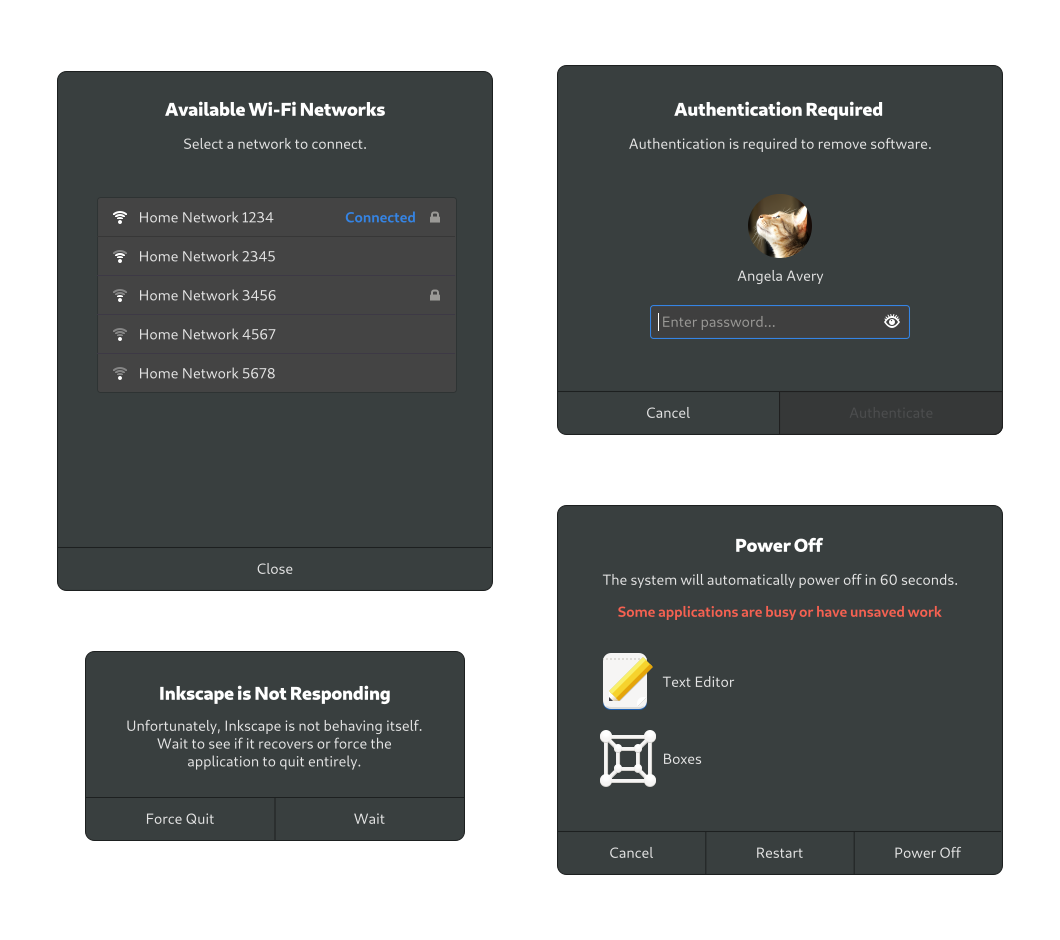 Available Wi-Fi Networks
Select a network to connect.
Home Network 1234 Connected
Home Network 2345
Home Network 3456
Home Network 4567
Home Network 5678
Close
Authentication Required
Authentication is required to remove software.
Angela Avery
Enter password...
Cancel Authenticate
Inkscape is Not Responding
Unfortunately, Inkscape is not behaving itself.
Wait to see if it recovers or force the
application to quit entirely.
Force Quit Wait
Power Off
The system will automatically power off in 60 seconds.
Some applications are busy or have unsaved work
Text Editor
Boxes
Cancel Restart Power Off